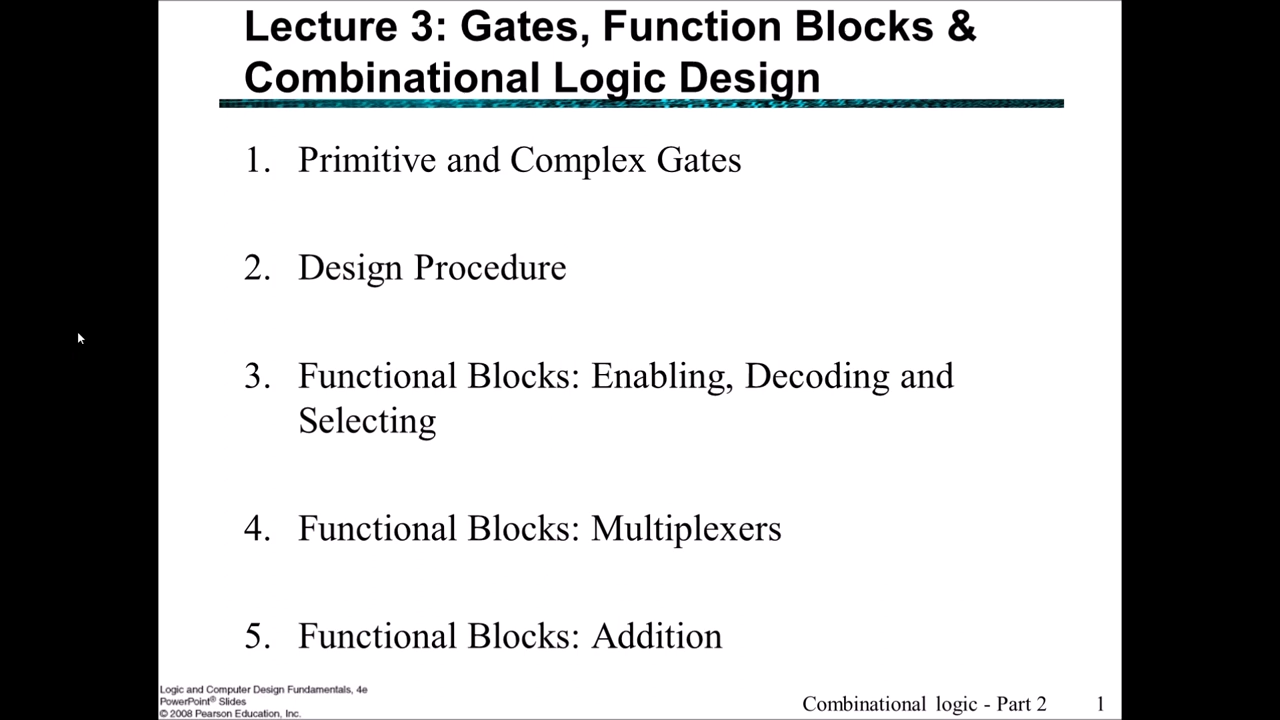 Lecture 3: Gates, Function Blocks &
Combinational Logic Design
1. Primitive and Complex Gates
2. Design Procedure
3. Functional Blocks: Enabling, Decoding and
Selecting
4. Functional Blocks: Multiplexers
5. Functional Blocks: Addition
Logic and Computer Design Fundamentals, 4e
PowerPoint® Slides
© 2008 Pearson Education, Inc.
Combinational logic - Part 2 1